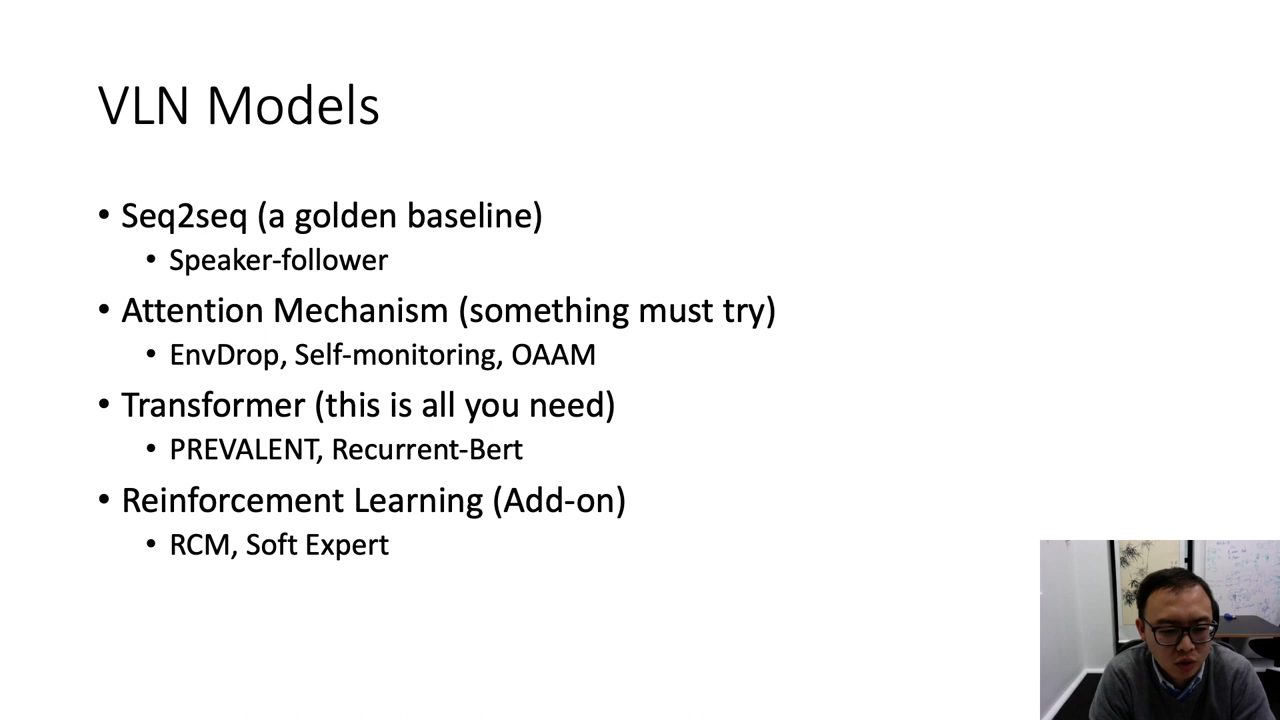 VLN Models
• Seq2seq (a golden baseline)
• Speaker-follower
• Attention Mechanism (something must try)
• EnvDrop, Self-monitoring, OAAM
• Transformer (this is all you need)
• PREVALENT, Recurrent-Bert
• Reinforcement Learning (Add-on)
• RCM, Soft Expert